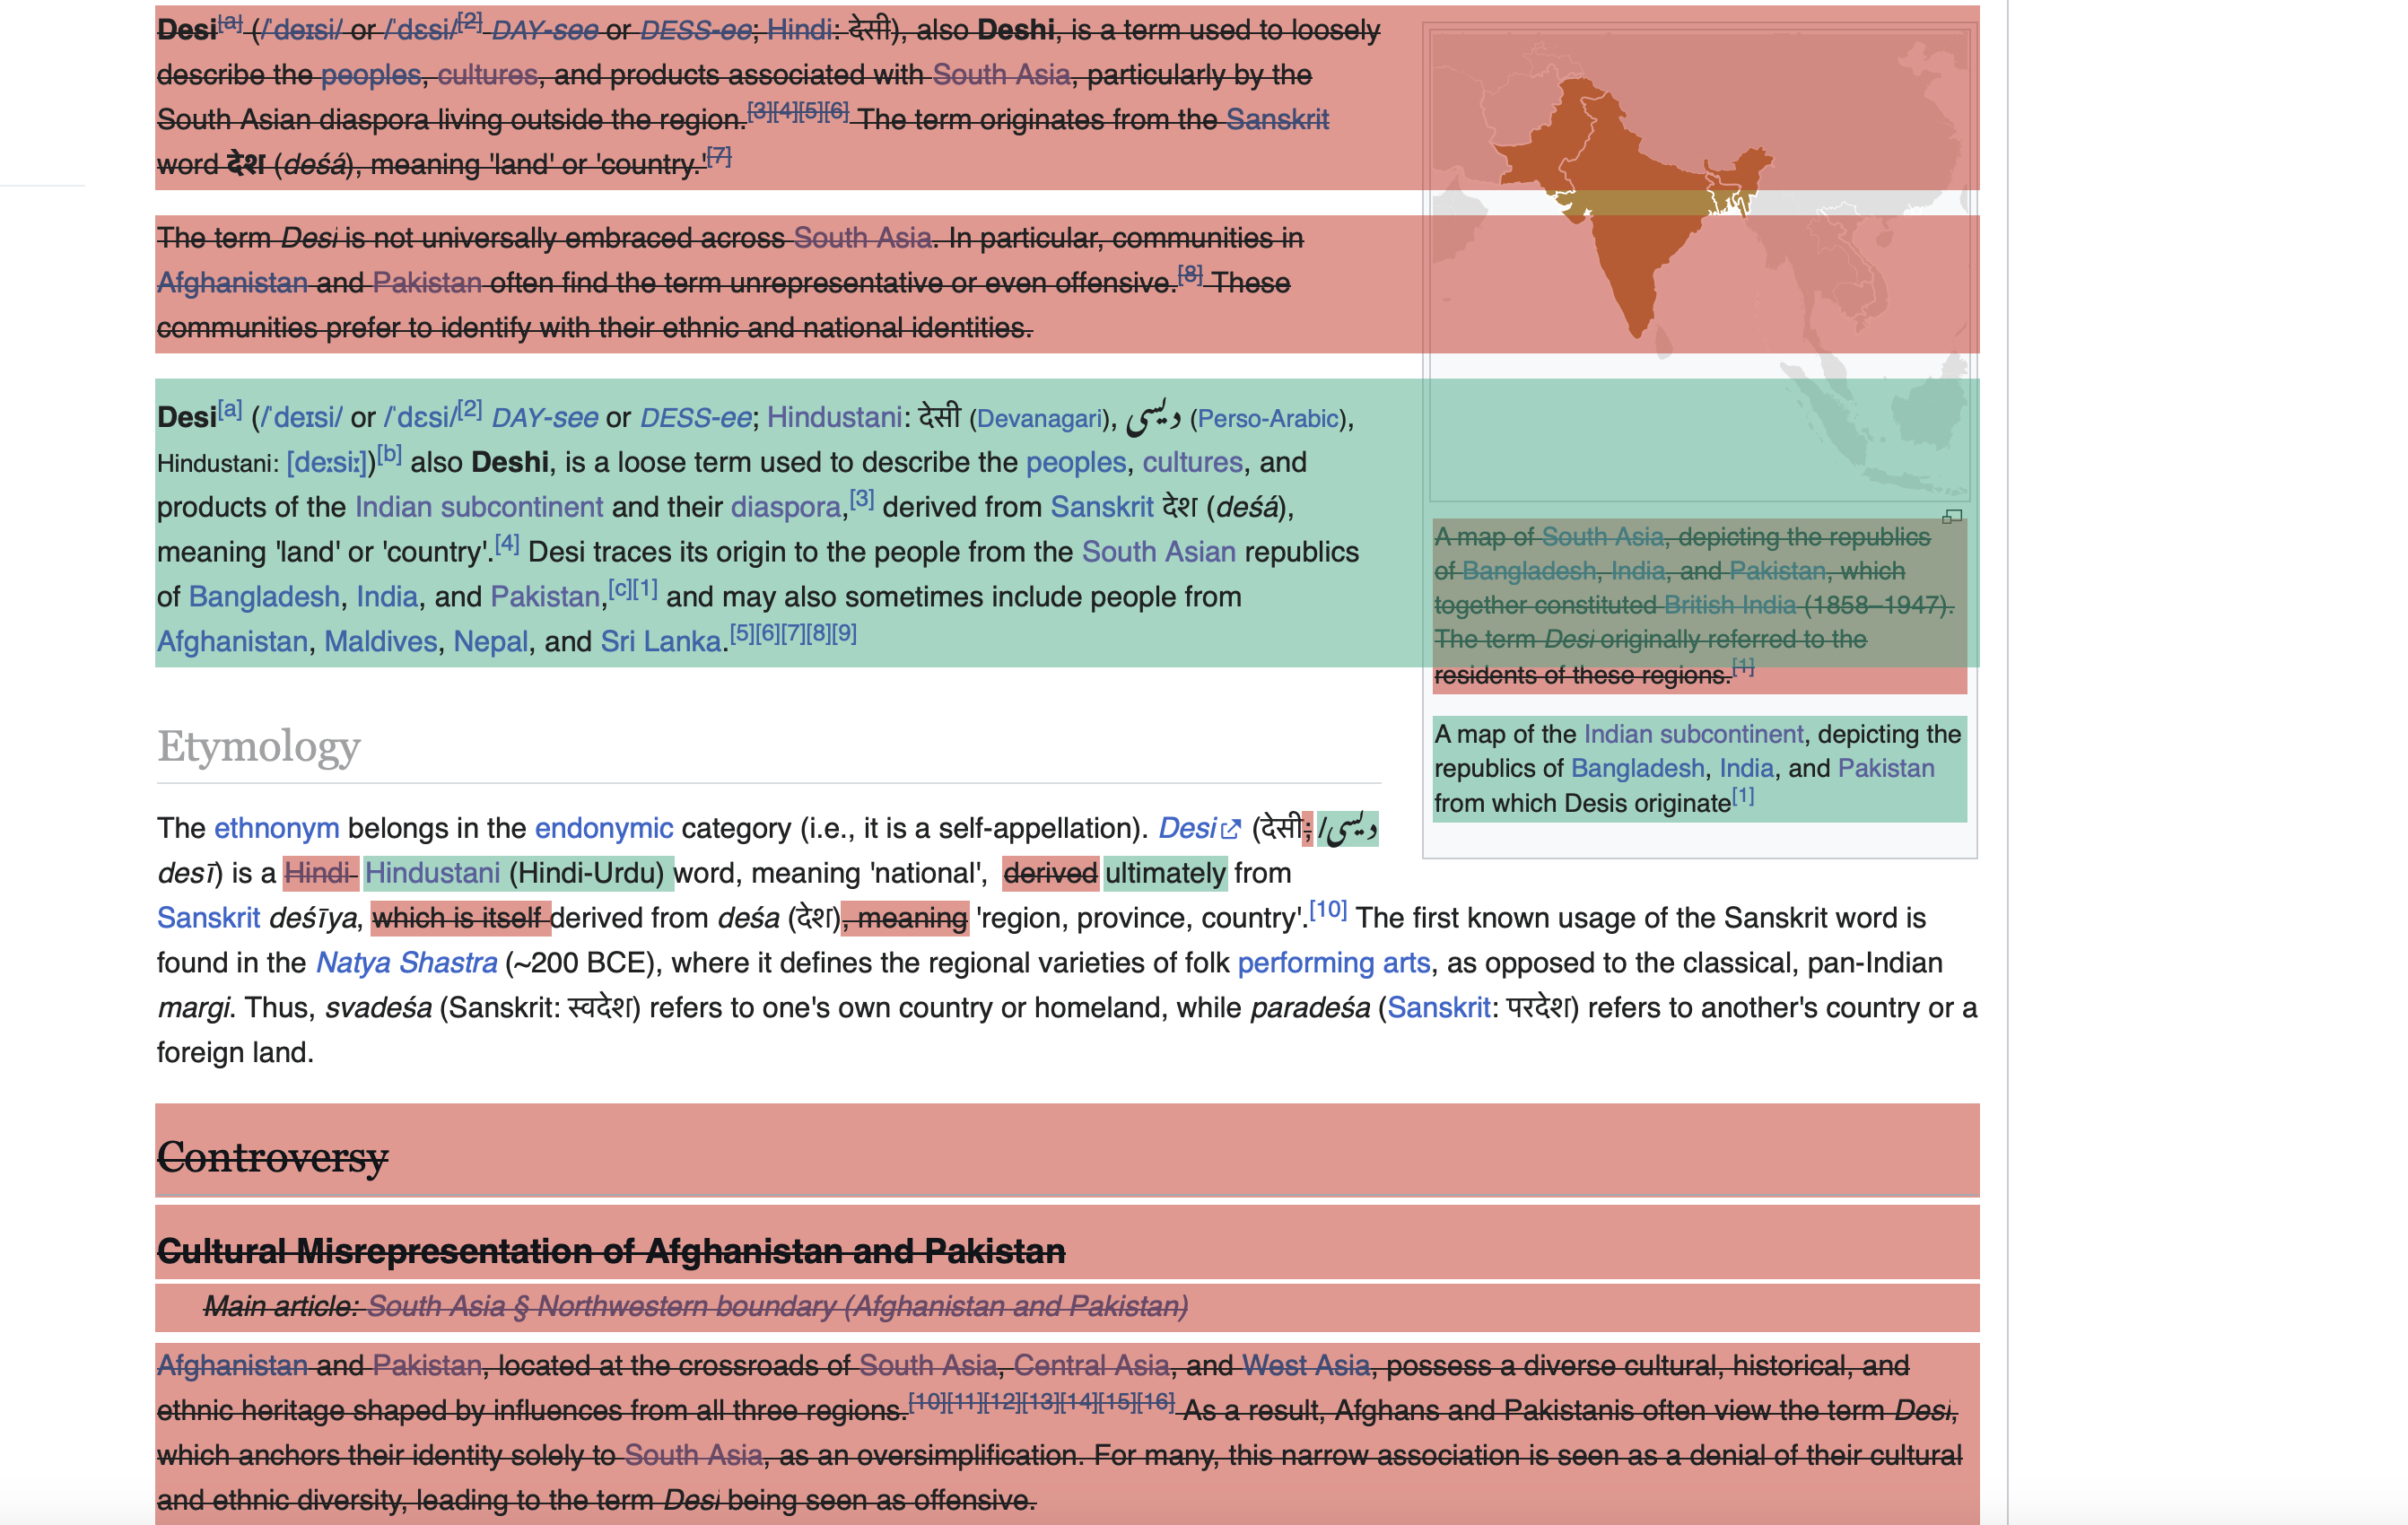 Desi[a] (/ˈdeɪsi/ or /ˈdɛsi/[2] DAY-see or DESS-ee; Hindi: देसी), also Deshi, is a term used to loosely
describe the peoples, cultures, and products associated with South Asia, particularly by the
South Asian diaspora living outside the region.[3][4][5][6] The term originates from the Sanskrit
word देश (deśá), meaning 'land' or 'country.'[7]
The term Desi is not universally embraced across South Asia. In particular, communities in
Afghanistan and Pakistan often find the term unrepresentative or even offensive.[8] These
communities prefer to identify with their ethnic and national identities.
Desi[a] (/ˈdeɪsi/ or /ˈdɛsi/[2] DAY-see or DESS-ee; Hindustani: देसी (Devanagari), دیسی (Perso-Arabic),
Hindustani: [deːsiː])[b] also Deshi, is a loose term used to describe the peoples, cultures, and
products of the Indian subcontinent and their diaspora,[3] derived from Sanskrit देश (deśá),
meaning 'land' or 'country'.[4] Desi traces its origin to the people from the South Asian republics
of Bangladesh, India, and Pakistan,[c][1] and may also sometimes include people from
Afghanistan, Maldives, Nepal, and Sri Lanka.[5][6][7][8][9]
A map of South Asia, depicting the republics
of Bangladesh, India, and Pakistan, which
together constituted British India (1858–1947).
The term Desi originally referred to the
residents of these regions.[1]
A map of the Indian subcontinent, depicting the
republics of Bangladesh, India, and Pakistan
from which Desis originate[1]
Etymology
The ethnonym belongs in the endonymic category (i.e., it is a self-appellation). Desi (देसी; /دیسی
desī) is a Hindi Hindustani (Hindi-Urdu) word, meaning 'national', derived ultimately from
Sanskrit deśīya, which is itself derived from deśa (देश), meaning 'region, province, country'.[10] The first known usage of the Sanskrit word is
found in the Natya Shastra (~200 BCE), where it defines the regional varieties of folk performing arts, as opposed to the classical, pan-Indian
margi. Thus, svadeśa (Sanskrit: स्वदेश) refers to one's own country or homeland, while paradeśa (Sanskrit: परदेश) refers to another's country or a
foreign land.
Controversy
Cultural Misrepresentation of Afghanistan and Pakistan
Main article: South Asia § Northwestern boundary (Afghanistan and Pakistan)
Afghanistan and Pakistan, located at the crossroads of South Asia, Central Asia, and West Asia, possess a diverse cultural, historical, and
ethnic heritage shaped by influences from all three regions.[10][11][12][13][14][15][16] As a result, Afghans and Pakistanis often view the term Desi,
which anchors their identity solely to South Asia, as an oversimplification. For many, this narrow association is seen as a denial of their cultural
and ethnic diversity, leading to the term Desi being seen as offensive.